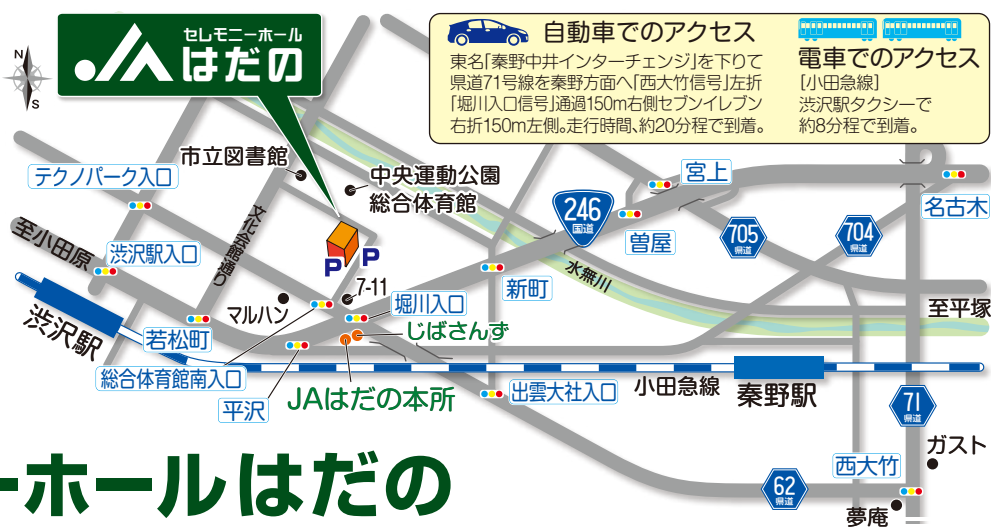 セレモニーホール
JAはだの
自動車でのアクセス
東名「秦野中井インターチェンジ」を下りて
県道71号線を秦野方面へ「西大竹信号」左折
「堀川入口信号」通過150m右側セブンイレブン
右折150m左側。走行時間、約20分程で到着。
電車でのアクセス
[小田急線]
渋沢駅タクシーで
約8分程で到着。
N
S
市立図書館
中央運動公園
総合体育館
テクノパーク入口
宮上
名古木
246
国道
曽屋
705
県道
704
県道
文化会館通り
至小田原
渋沢駅入口
P
P
7-11
新町
水無川
至平塚
渋沢駅
マルハン
堀川入口
じばさんず
若松町
総合体育館南入口
平沢
JAはだの本所
出雲大社入口
小田急線
秦野駅
71
県道
ガスト
西大竹
62
県道
夢庵
ーホールはだの